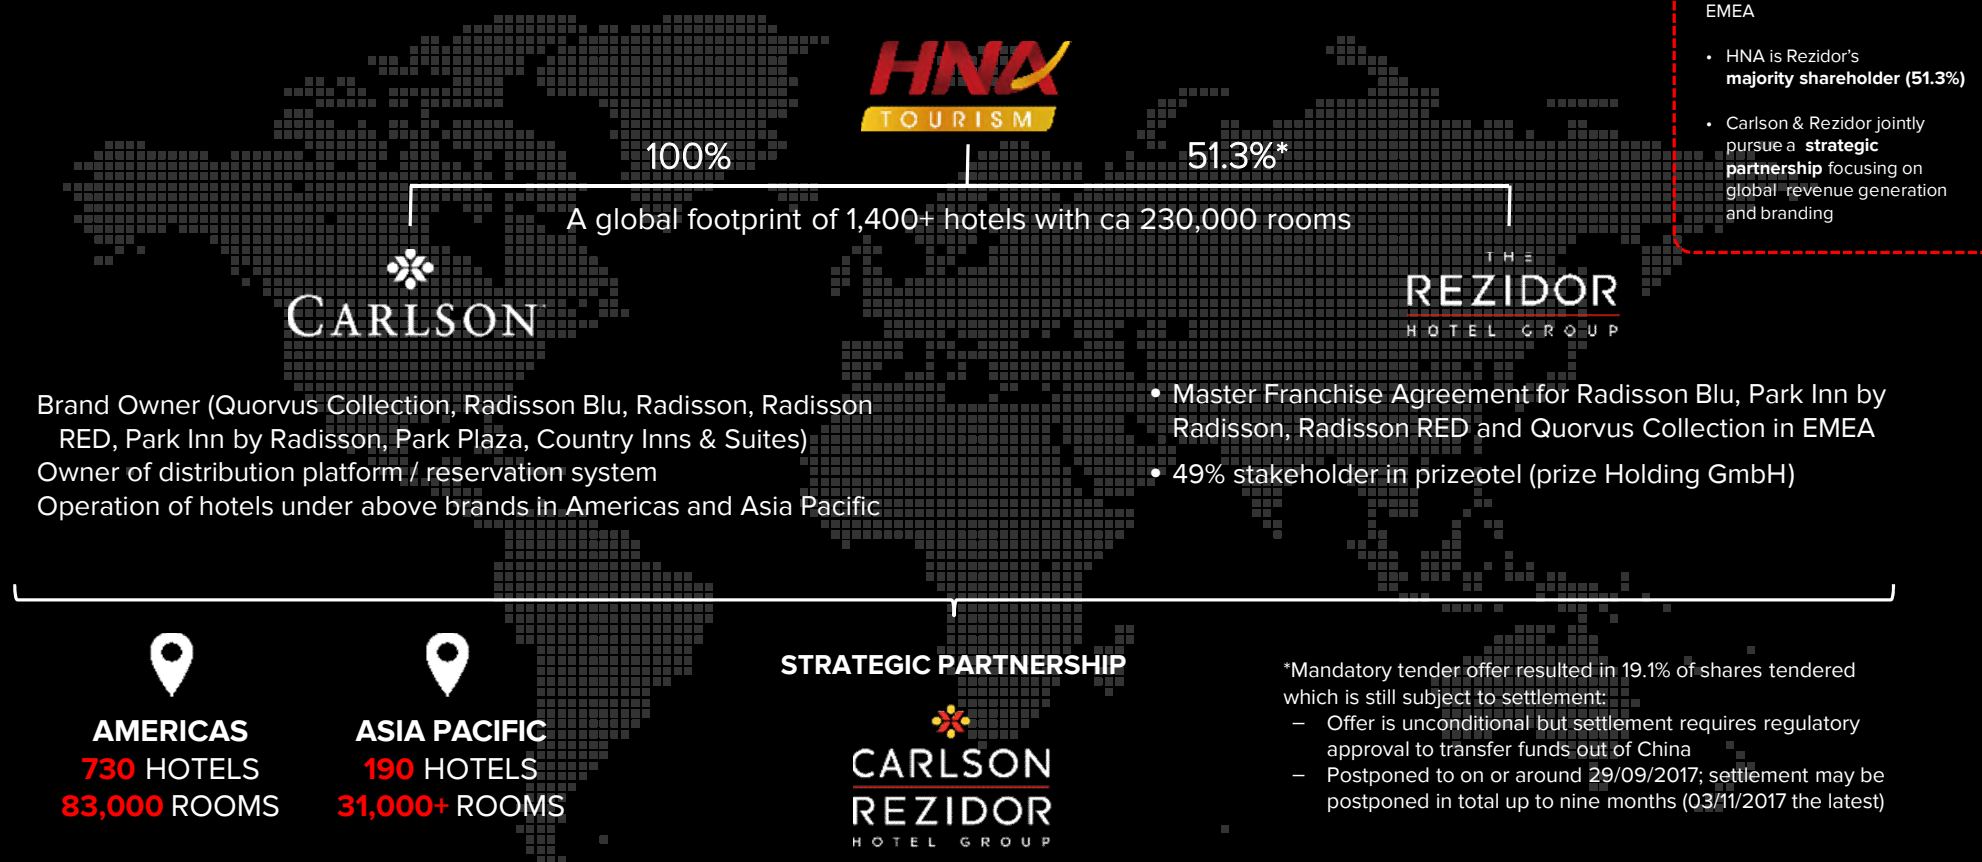 EMEA
• HNA is Rezidor's
majority shareholder (51.3%)
• Carlson & Rezidor jointly
pursue a strategic
partnership focusing on
global revenue generation
and branding
HNA
TOURISM
100%
51.3%*
A global footprint of 1,400+ hotels with ca 230,000 rooms
CARLSON
THE
REZIDOR
HOTEL GROUP
Brand Owner (Quorvus Collection, Radisson Blu, Radisson, Radisson
RED, Park Inn by Radisson, Park Plaza, Country Inns & Suites)
Owner of distribution platform / reservation system
Operation of hotels under above brands in Americas and Asia Pacific
• Master Franchise Agreement for Radisson Blu, Park Inn by
Radisson, Radisson RED and Quorvus Collection in EMEA
• 49% stakeholder in prizeotel (prize Holding GmbH)
AMERICAS
730 HOTELS
83,000 ROOMS
ASIA PACIFIC
190 HOTELS
31,000+ ROOMS
STRATEGIC PARTNERSHIP
CARLSON
REZIDOR
HOTEL GROUP
*Mandatory tender offer resulted in 19.1% of shares tendered
which is still subject to settlement:
– Offer is unconditional but settlement requires regulatory
approval to transfer funds out of China
– Postponed to on or around 29/09/2017; settlement may be
postponed in total up to nine months (03/11/2017 the latest)